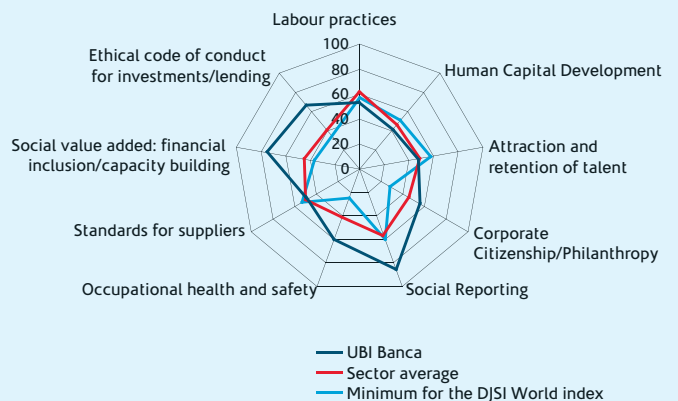 Labour practices
Ethical code of conduct
for investments/lending
Human Capital Development
100
80
60
40
20
0
Social value added: financial
inclusion/capacity building
Attraction and
retention of talent
Standards for suppliers
Corporate
Citizenship/Philanthropy
Occupational health and safety
Social Reporting
UBI Banca
Sector average
Minimum for the DJSI World index